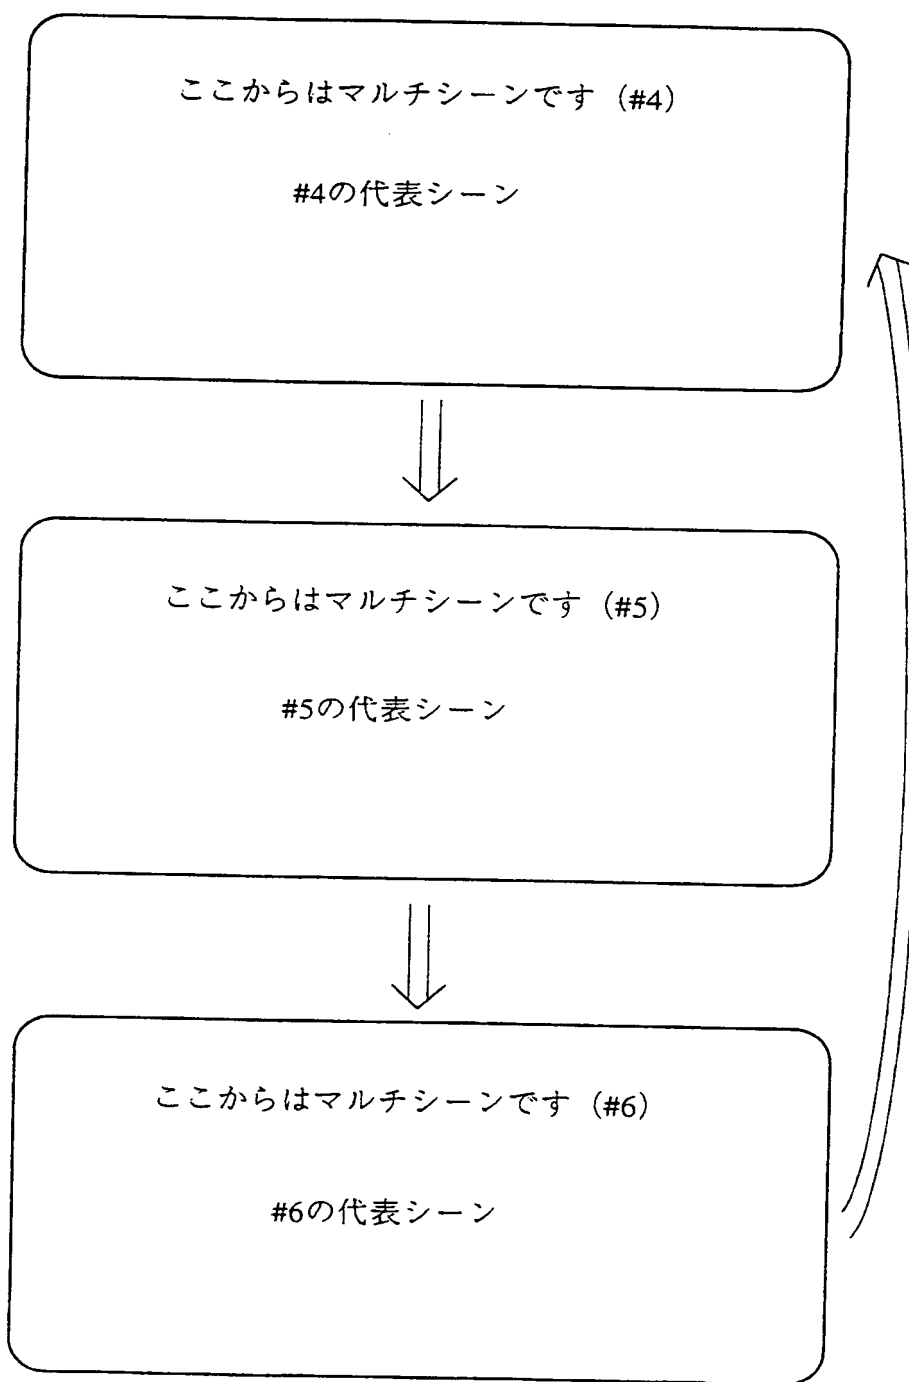 ここからはマルチシーンです (#4)
#4の代表シーン
ここからはマルチシーンです (#5)
#5の代表シーン
ここからはマルチシーンです (#6)
#6の代表シーン